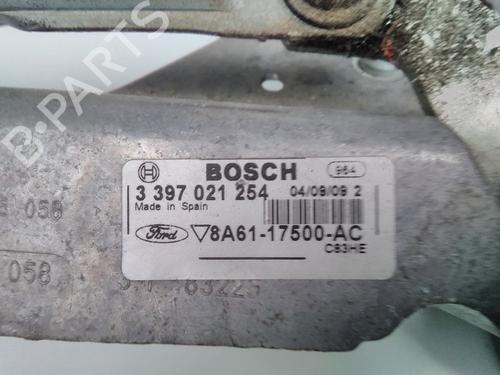 B-PARTS
BOSCH 964
3 397 021 254 04/09/09 2
Made in Spain
Ford 8A61-17500-AC
C83HE
058
058